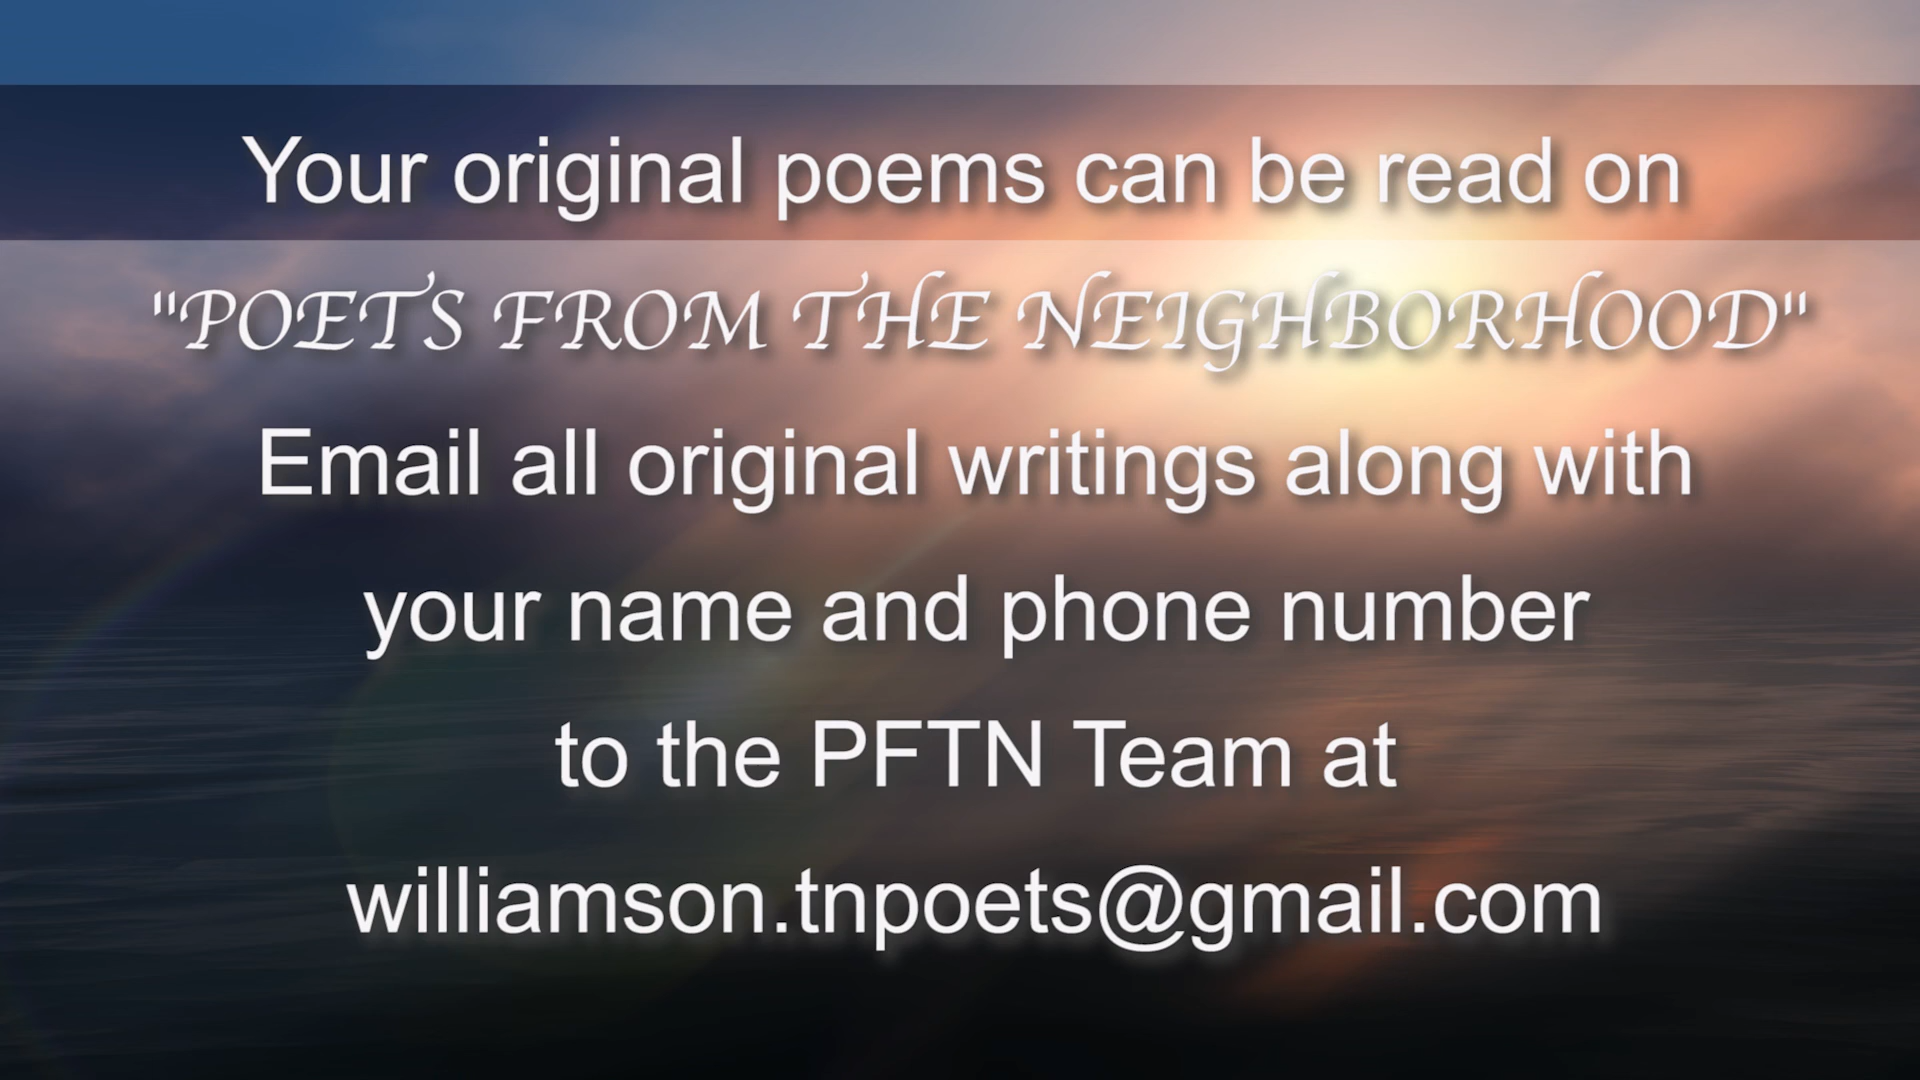 Your original poems can be read on
"POETS FROM THE NEIGHBORHOOD"
Email all original writings along with
your name and phone number
to the PFTN Team at
williamson.tnpoets@gmail.com